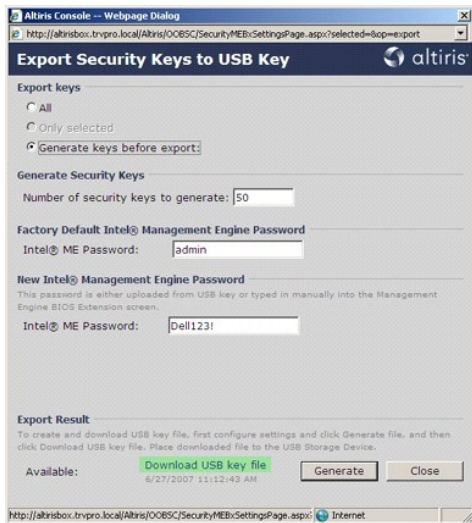 Altiris Console -- Webpage Dialog
http://altirisbox.trvpro.local/Altiris/OOBSC/SecurityMEBxSettingsPage.aspx?selected=&op=export
Export Security Keys to USB Key
altiris
Export keys
All
Only selected
Generate keys before export:
Generate Security Keys
Number of security keys to generate: 50
Factory Default Intel® Management Engine Password
Intel® ME Password: admin
New Intel® Management Engine Password
This password is either uploaded from USB key or typed in manually into the Management
Engine BIOS Extension screen.
Intel® ME Password: Dell123!
Export Result
To create and download USB key file, first configure settings and click Generate file, and then
click Download USB key file. Place downloaded file to the USB Storage Device.
Available: Download USB key file Generate Close
6/27/2007 11:12:43 AM
http://altirisbox.trvpro.local/Altiris/OOBSC/SecurityMEBxSettingsPage.aspx? Internet